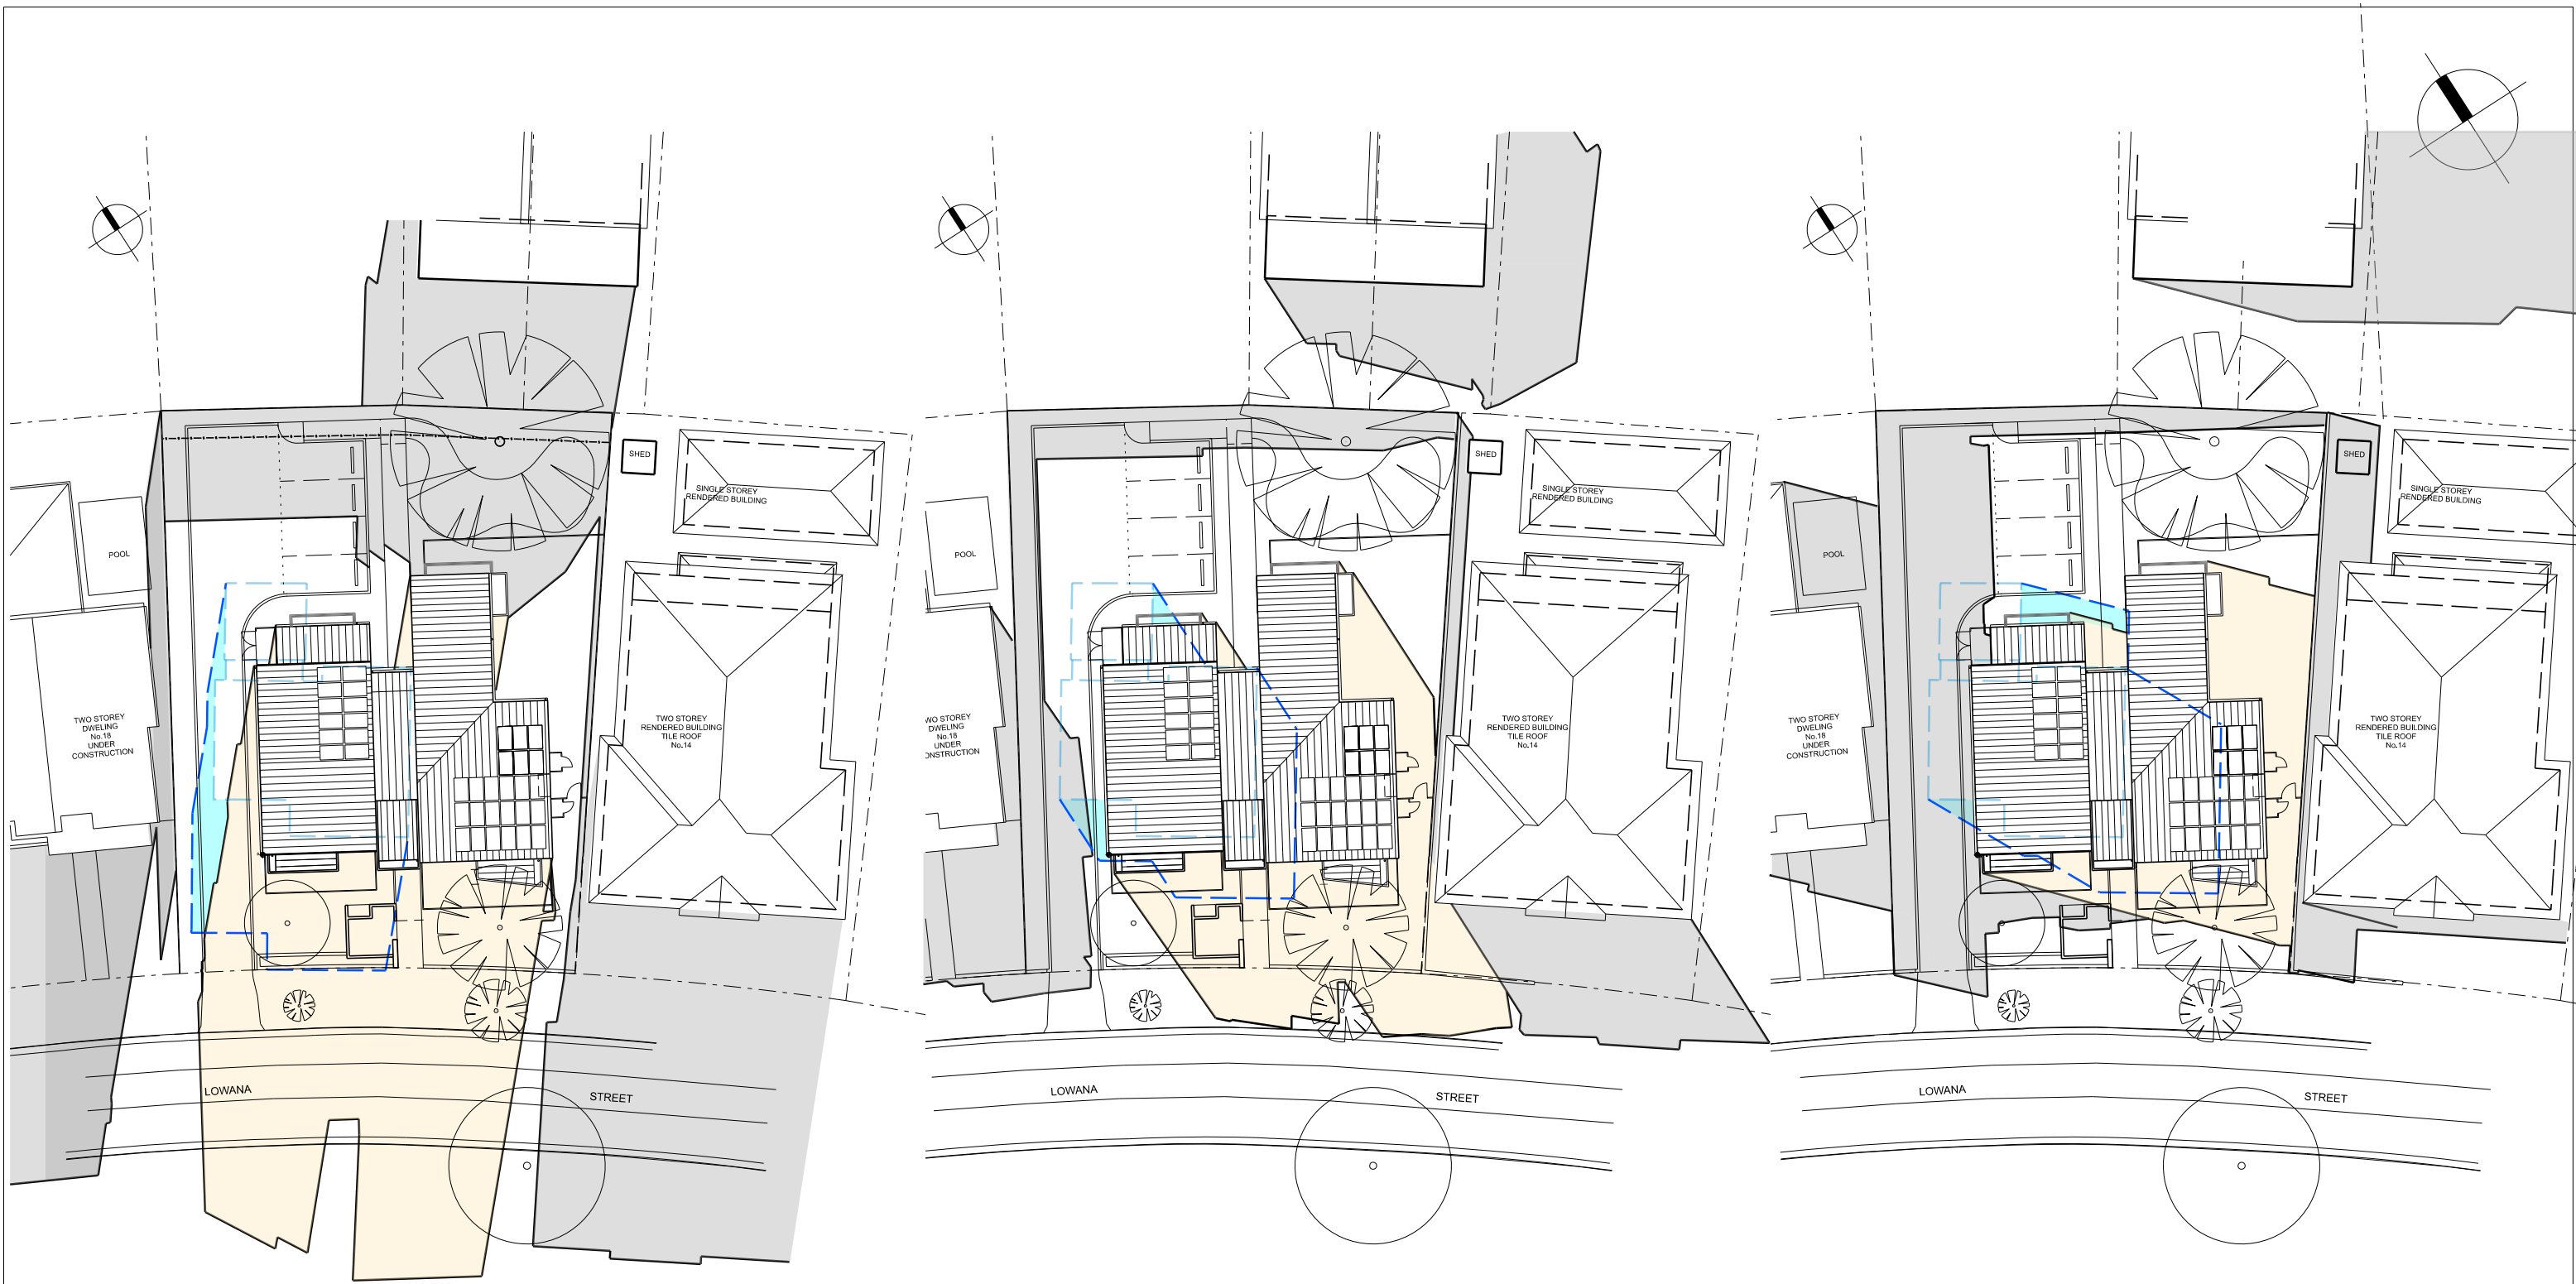 SHED
SINGLE STOREY
RENDERED BUILDING
POOL
TWO STOREY
DWELING
No.18
UNDER
CONSTRUCTION
TWO STOREY
RENDERED BUILDING
TILE ROOF
No.14
LOWANA
STREET
SHED
SINGLE STOREY
RENDERED BUILDING
POOL
WO STOREY
DWELING
No.18
UNDER
ONSTRUCTION
TWO STOREY
RENDERED BUILDING
TILE ROOF
No.14
LOWANA
STREET
SHED
SINGLE STOREY
RENDERED BUILDING
POOL
TWO STOREY
DWELING
No.18
UNDER
CONSTRUCTION
TWO STOREY
RENDERED BUILDING
TILE ROOF
No.14
LOWANA
STREET